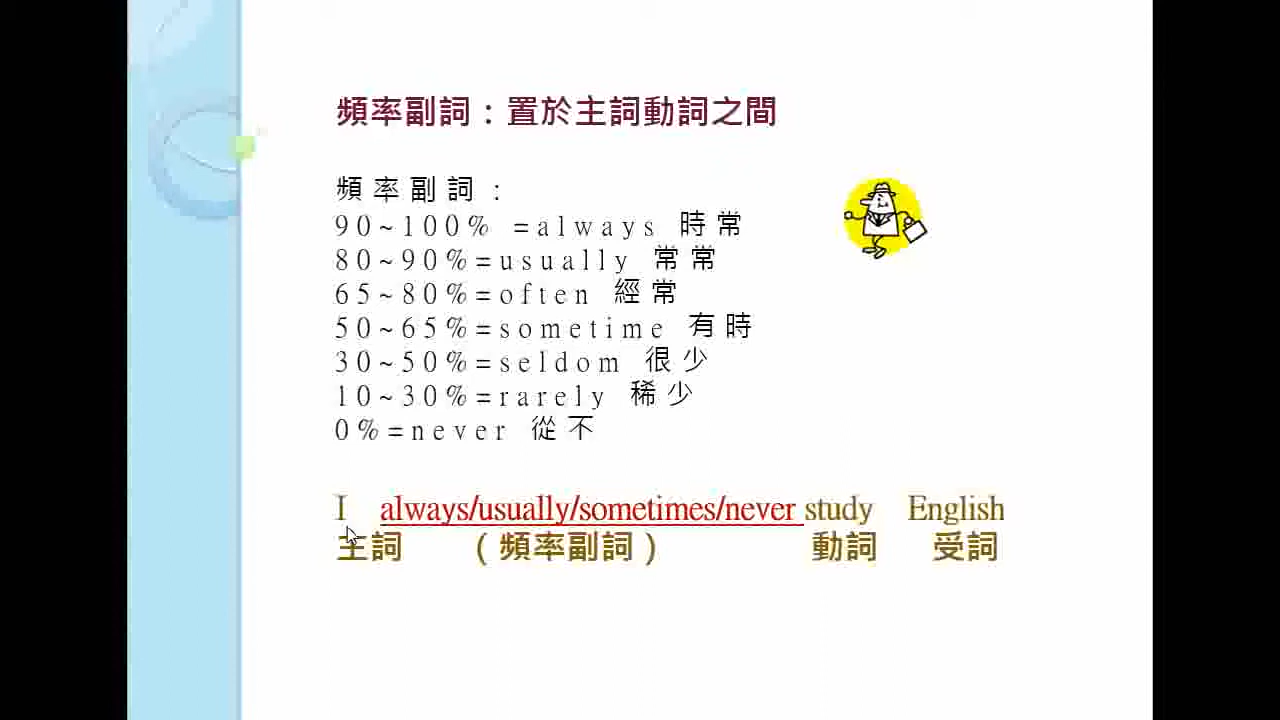 頻率副詞：置於主詞動詞之間
頻率副詞：
90~100% =always 時常
80~90%=usually 常常
65~80%=often 經常
50~65%=sometime 有時
30~50%=seldom 很少
10~30%=rarely 稀少
0%=never 從不
I always/usually/sometimes/never study English
主詞 （頻率副詞） 動詞 受詞